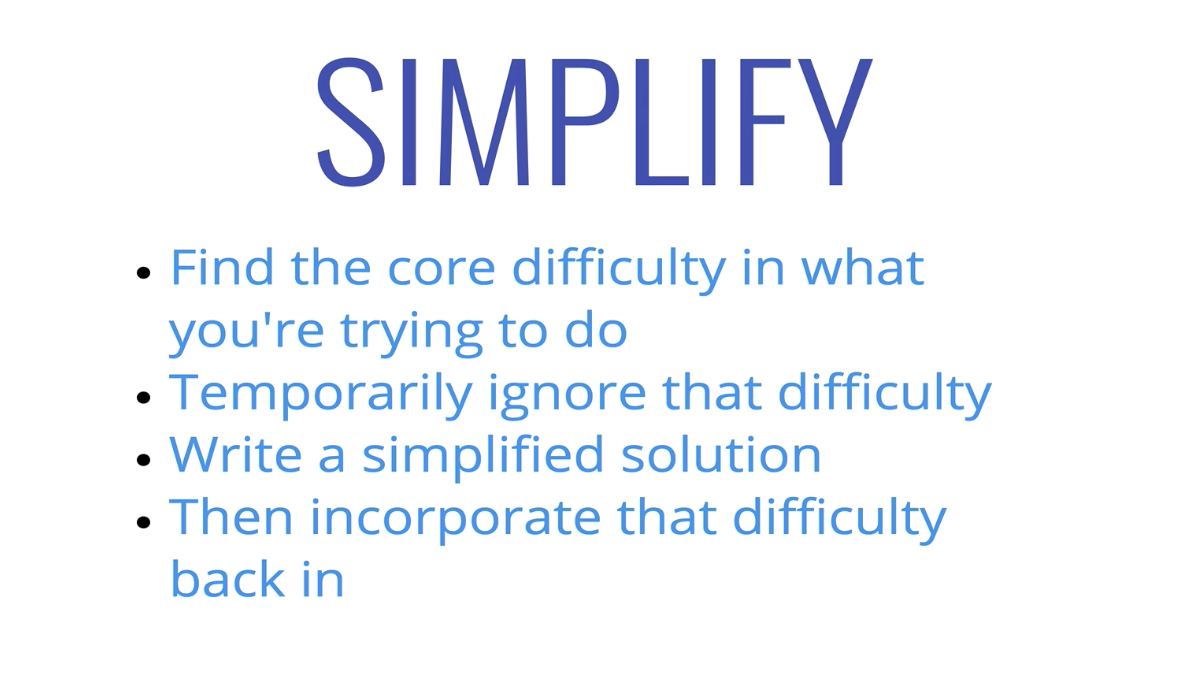 SIMPLIFY
• Find the core difficulty in what
you're trying to do
• Temporarily ignore that difficulty
• Write a simplified solution
• Then incorporate that difficulty
back in